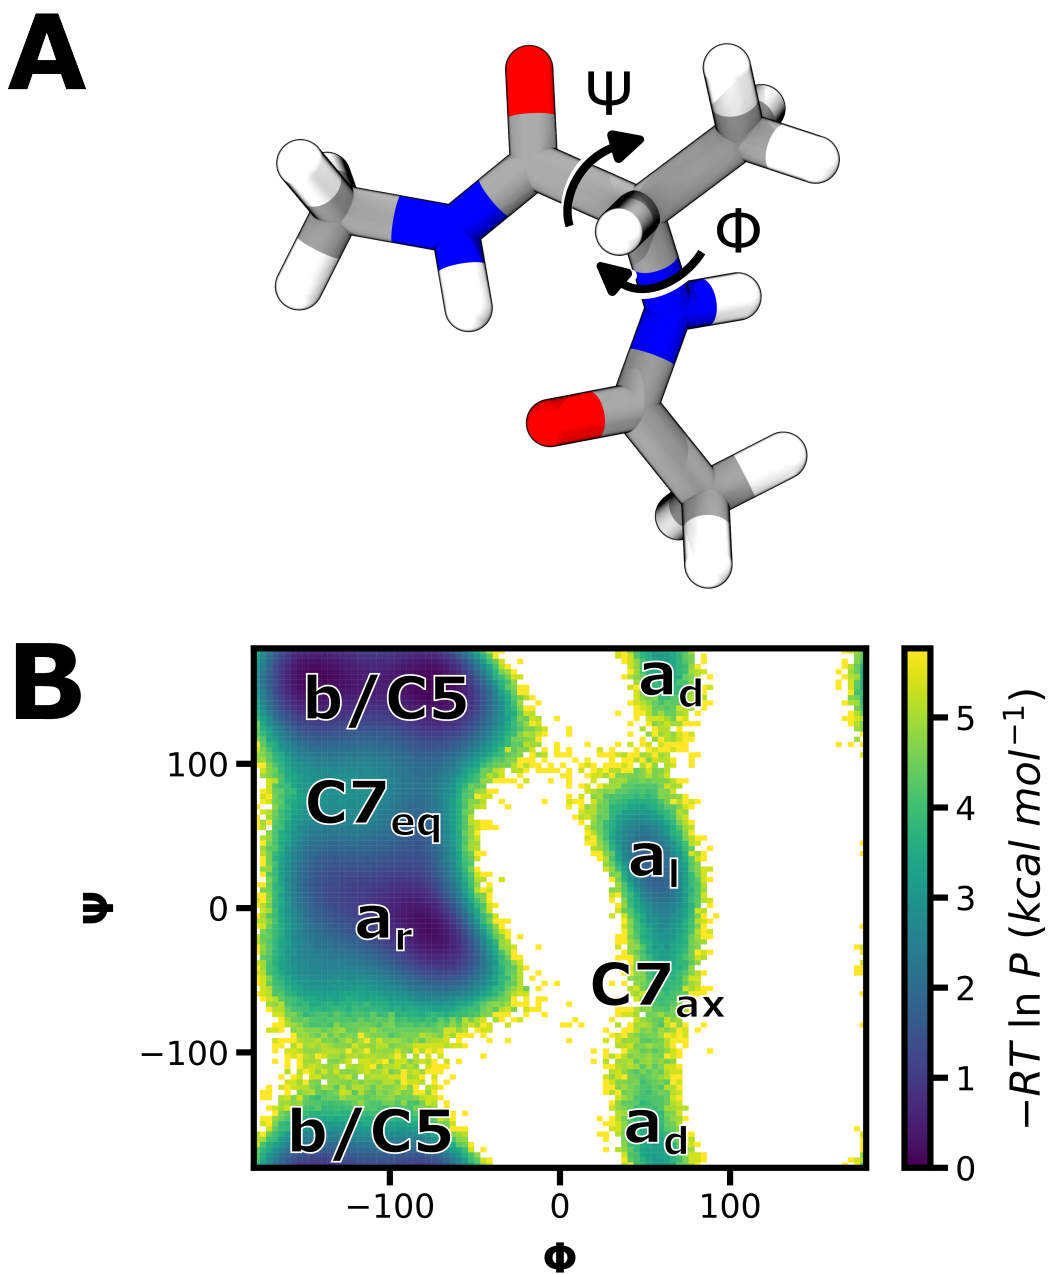 A
Ψ
Φ
B
b/C5
a_d
C7_eq
a_l
a_r
C7_ax
b/C5
a_d
100
0
−100
Ψ
−100 0 100
Φ
5
4
3
2
1
0
−RT ln P (kcal mol⁻¹)